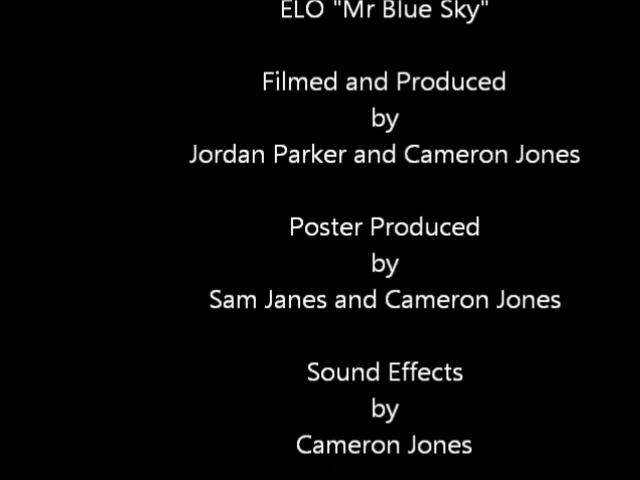 ELO "Mr Blue Sky"
Filmed and Produced
by
Jordan Parker and Cameron Jones
Poster Produced
by
Sam Janes and Cameron Jones
Sound Effects
by
Cameron Jones